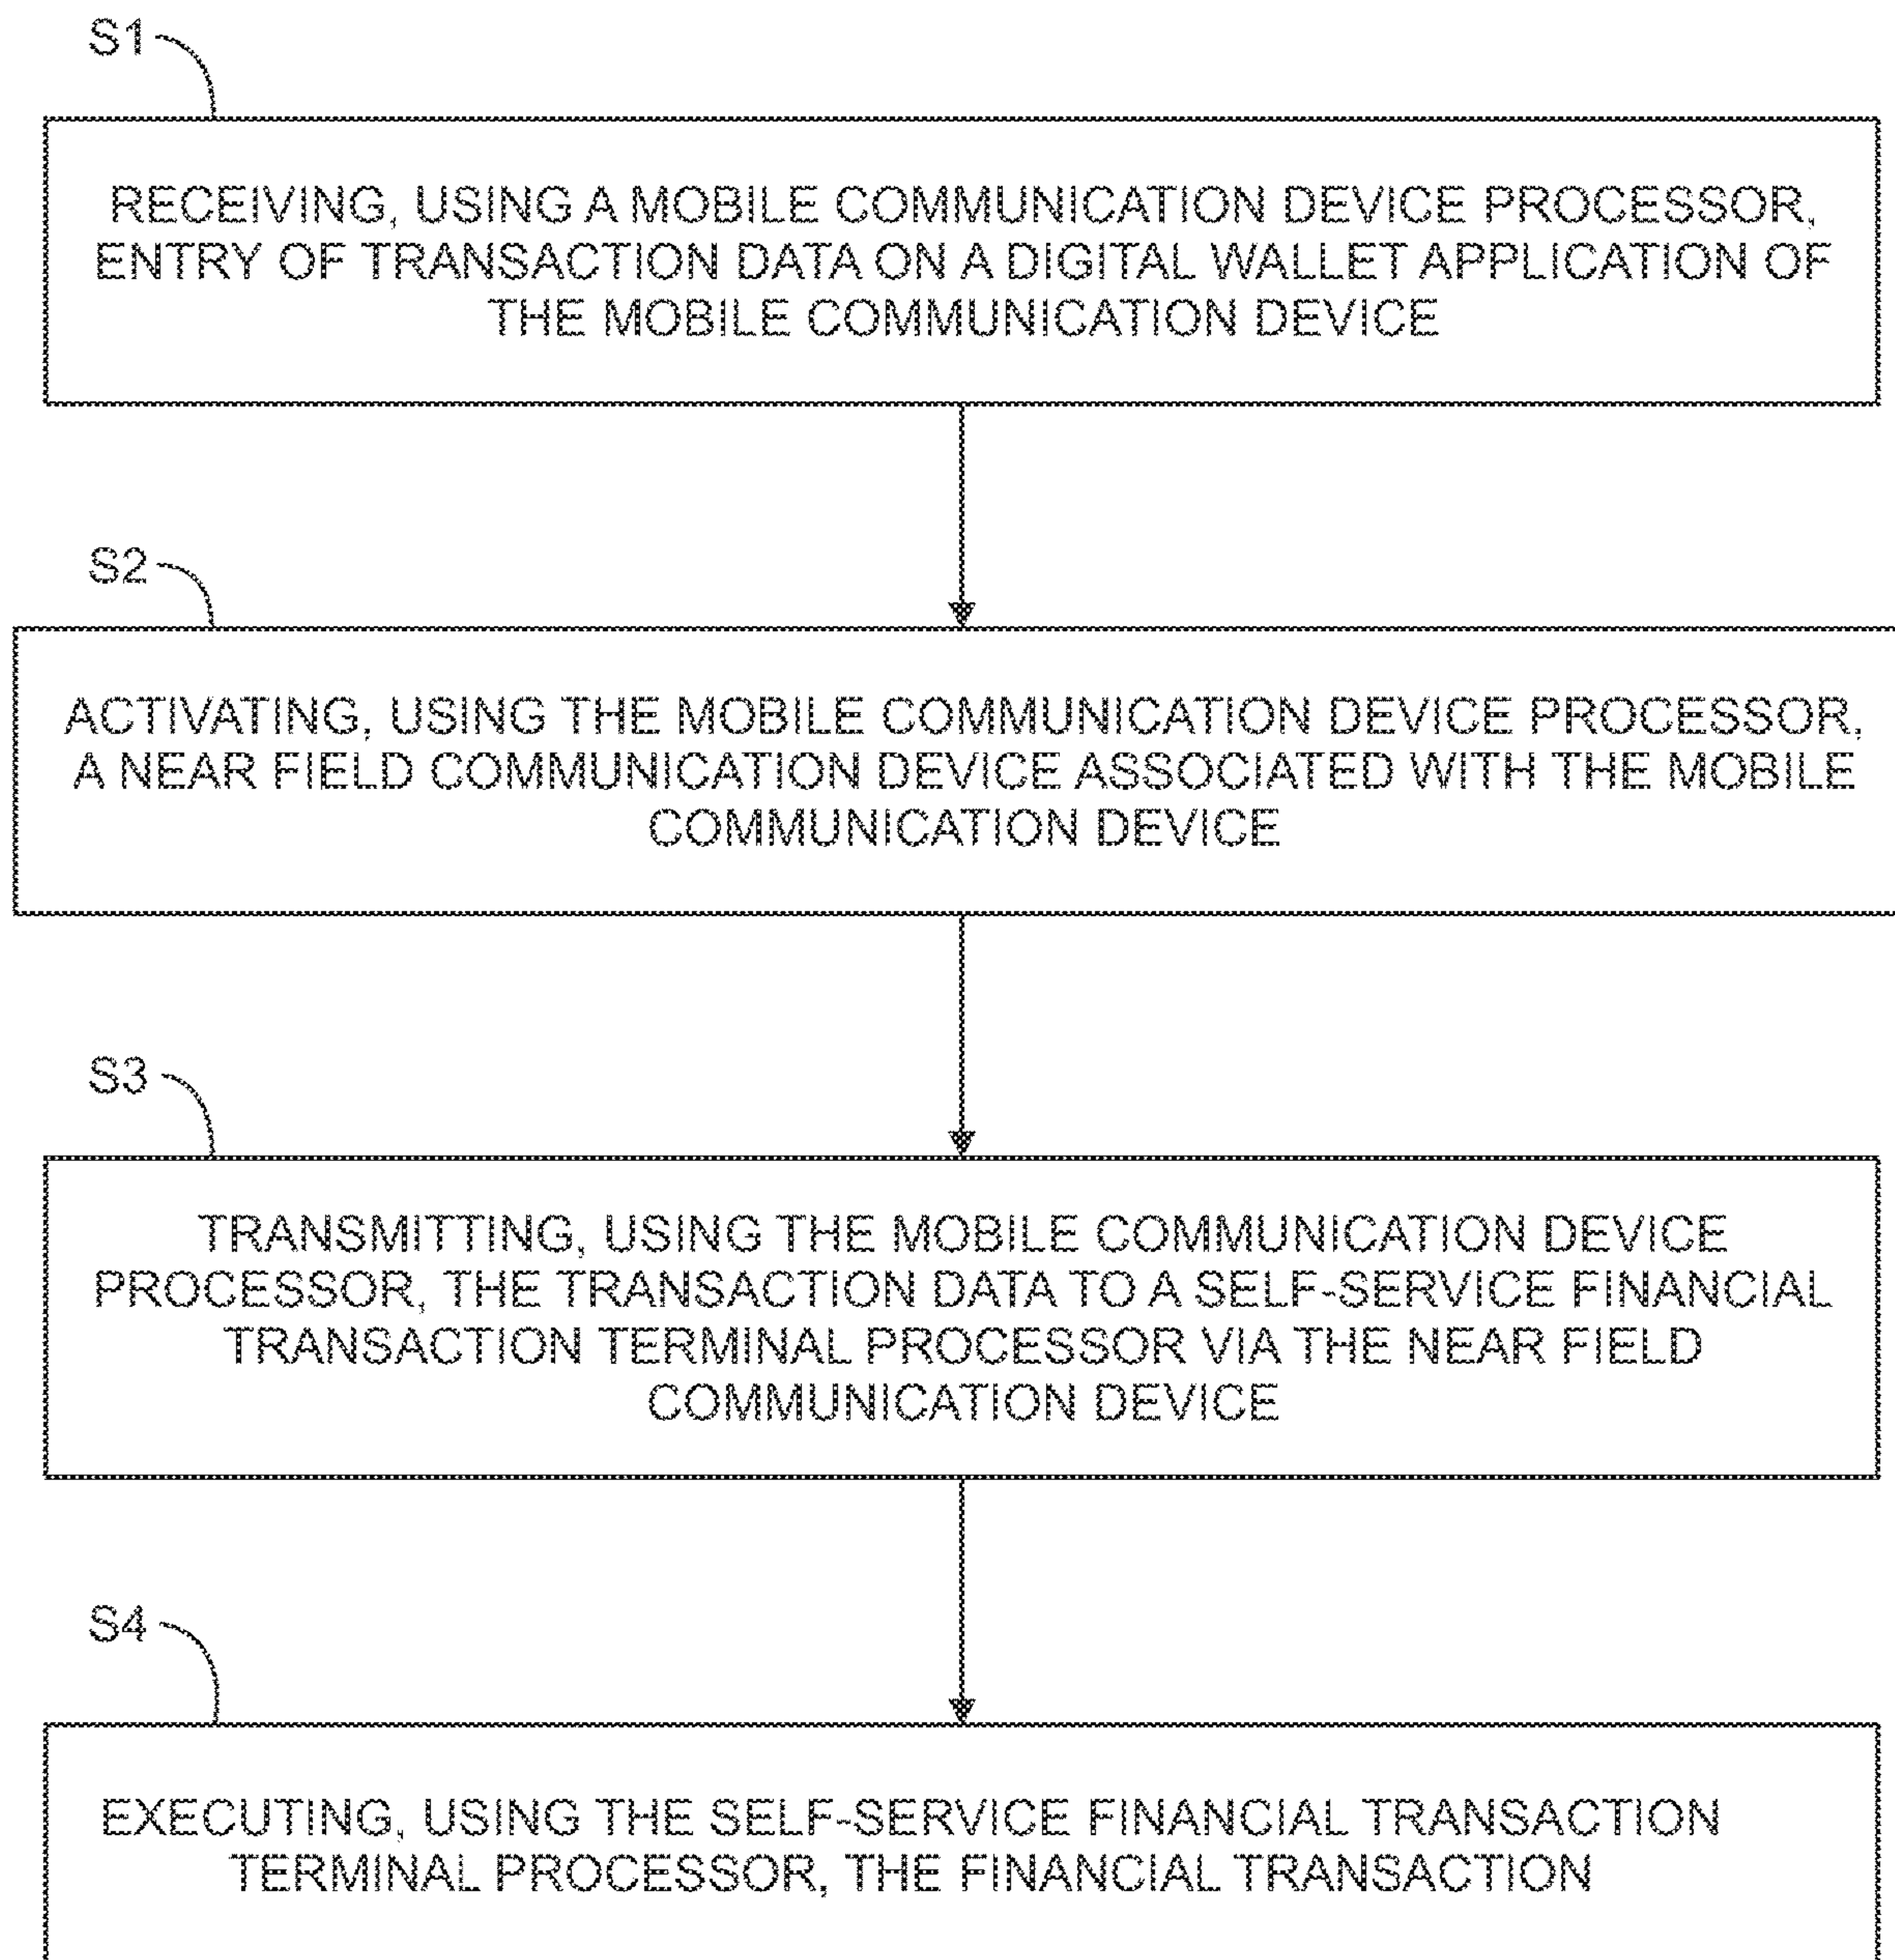 S1
RECEIVING, USING A MOBILE COMMUNICATION DEVICE PROCESSOR,
ENTRY OF TRANSACTION DATA ON A DIGITAL WALLET APPLICATION OF
THE MOBILE COMMUNICATION DEVICE
S2
ACTIVATING, USING THE MOBILE COMMUNICATION DEVICE PROCESSOR,
A NEAR FIELD COMMUNICATION DEVICE ASSOCIATED WITH THE MOBILE
COMMUNICATION DEVICE
S3
TRANSMITTING, USING THE MOBILE COMMUNICATION DEVICE
PROCESSOR, THE TRANSACTION DATA TO A SELF-SERVICE FINANCIAL
TRANSACTION TERMINAL PROCESSOR VIA THE NEAR FIELD
COMMUNICATION DEVICE
S4
EXECUTING, USING THE SELF-SERVICE FINANCIAL TRANSACTION
TERMINAL PROCESSOR, THE FINANCIAL TRANSACTION